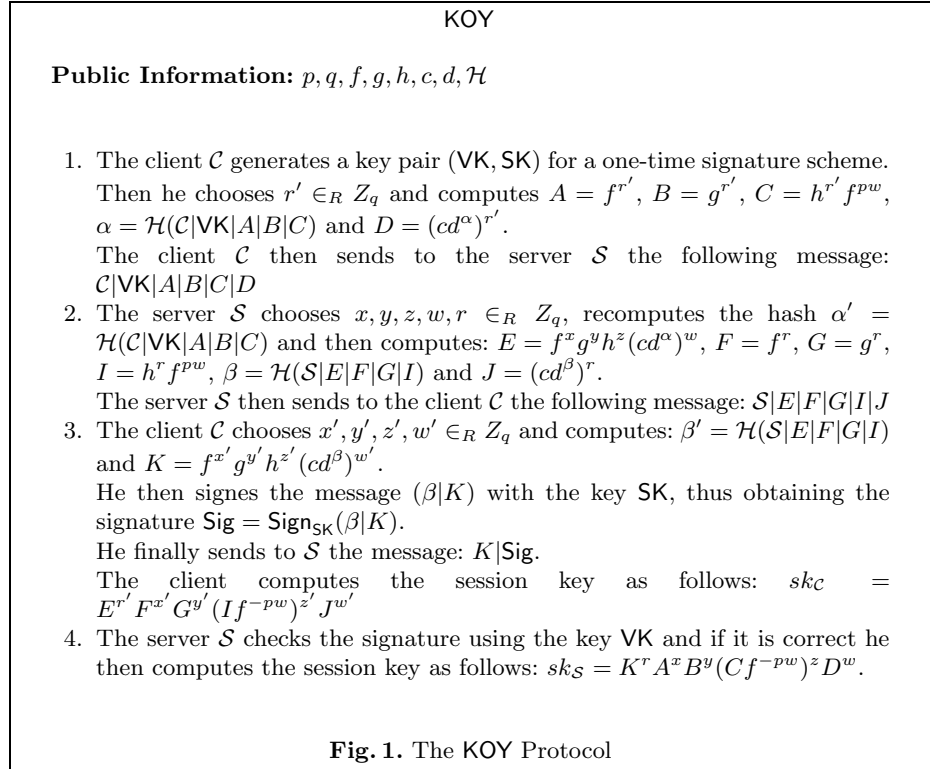 KOY
Public Information: p, q, f, g, h, c, d, ℋ
1. The client 𝒞 generates a key pair (VK, SK) for a one-time signature scheme.
Then he chooses r′ ∈_R Z_q and computes A = f^{r′}, B = g^{r′}, C = h^{r′} f^{pw},
α = ℋ(𝒞|VK|A|B|C) and D = (cd^α)^{r′}.
The client 𝒞 then sends to the server 𝒮 the following message:
𝒞|VK|A|B|C|D
2. The server 𝒮 chooses x, y, z, w, r ∈_R Z_q, recomputes the hash α′ =
ℋ(𝒞|VK|A|B|C) and then computes: E = f^x g^y h^z (cd^α)^w, F = f^r, G = g^r,
I = h^r f^{pw}, β = ℋ(𝒮|E|F|G|I) and J = (cd^β)^r.
The server 𝒮 then sends to the client 𝒞 the following message: 𝒮|E|F|G|I|J
3. The client 𝒞 chooses x′, y′, z′, w′ ∈_R Z_q and computes: β′ = ℋ(𝒮|E|F|G|I)
and K = f^{x′} g^{y′} h^{z′} (cd^β)^{w′}.
He then signes the message (β|K) with the key SK, thus obtaining the
signature Sig = Sign_{SK}(β|K).
He finally sends to 𝒮 the message: K|Sig.
The client computes the session key as follows: sk_𝒞 =
E^{r′} F^{x′} G^{y′} (If^{−pw})^{z′} J^{w′}
4. The server 𝒮 checks the signature using the key VK and if it is correct he
then computes the session key as follows: sk_𝒮 = K^r A^x B^y (Cf^{−pw})^z D^w.
Fig. 1. The KOY Protocol